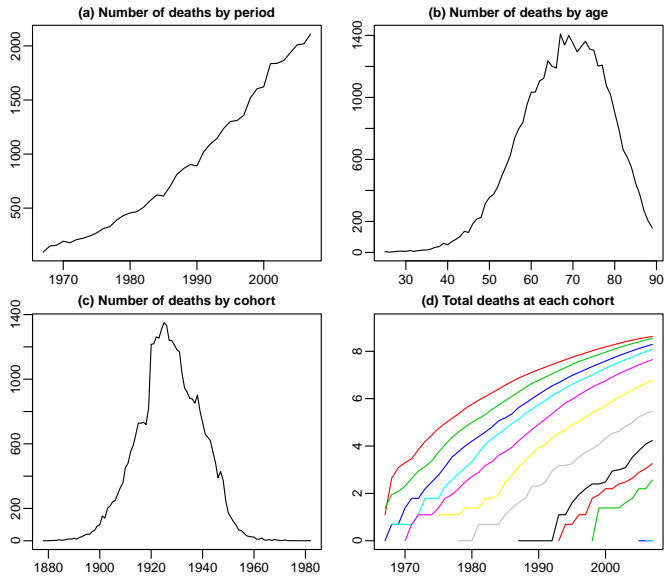 (a) Number of deaths by period
500 1000 1500 2000
1970 1980 1990 2000
(b) Number of deaths by age
0 200 600 1000 1400
30 40 50 60 70 80 90
(c) Number of deaths by cohort
0 200 600 1000 1400
1880 1900 1920 1940 1960 1980
(d) Total deaths at each cohort
0 2 4 6 8
1970 1980 1990 2000